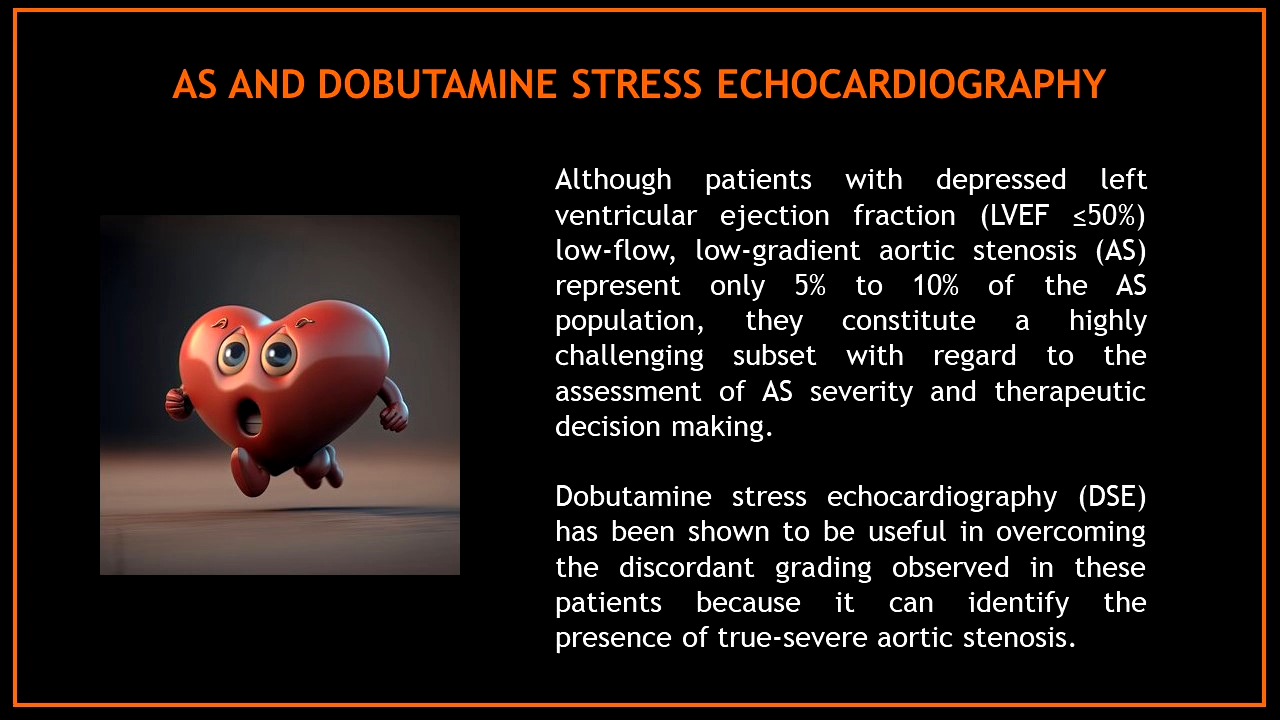 AS AND DOBUTAMINE STRESS ECHOCARDIOGRAPHY
Although patients with depressed left
ventricular ejection fraction (LVEF ≤50%)
low-flow, low-gradient aortic stenosis (AS)
represent only 5% to 10% of the AS
population, they constitute a highly
challenging subset with regard to the
assessment of AS severity and therapeutic
decision making.
Dobutamine stress echocardiography (DSE)
has been shown to be useful in overcoming
the discordant grading observed in these
patients because it can identify the
presence of true-severe aortic stenosis.